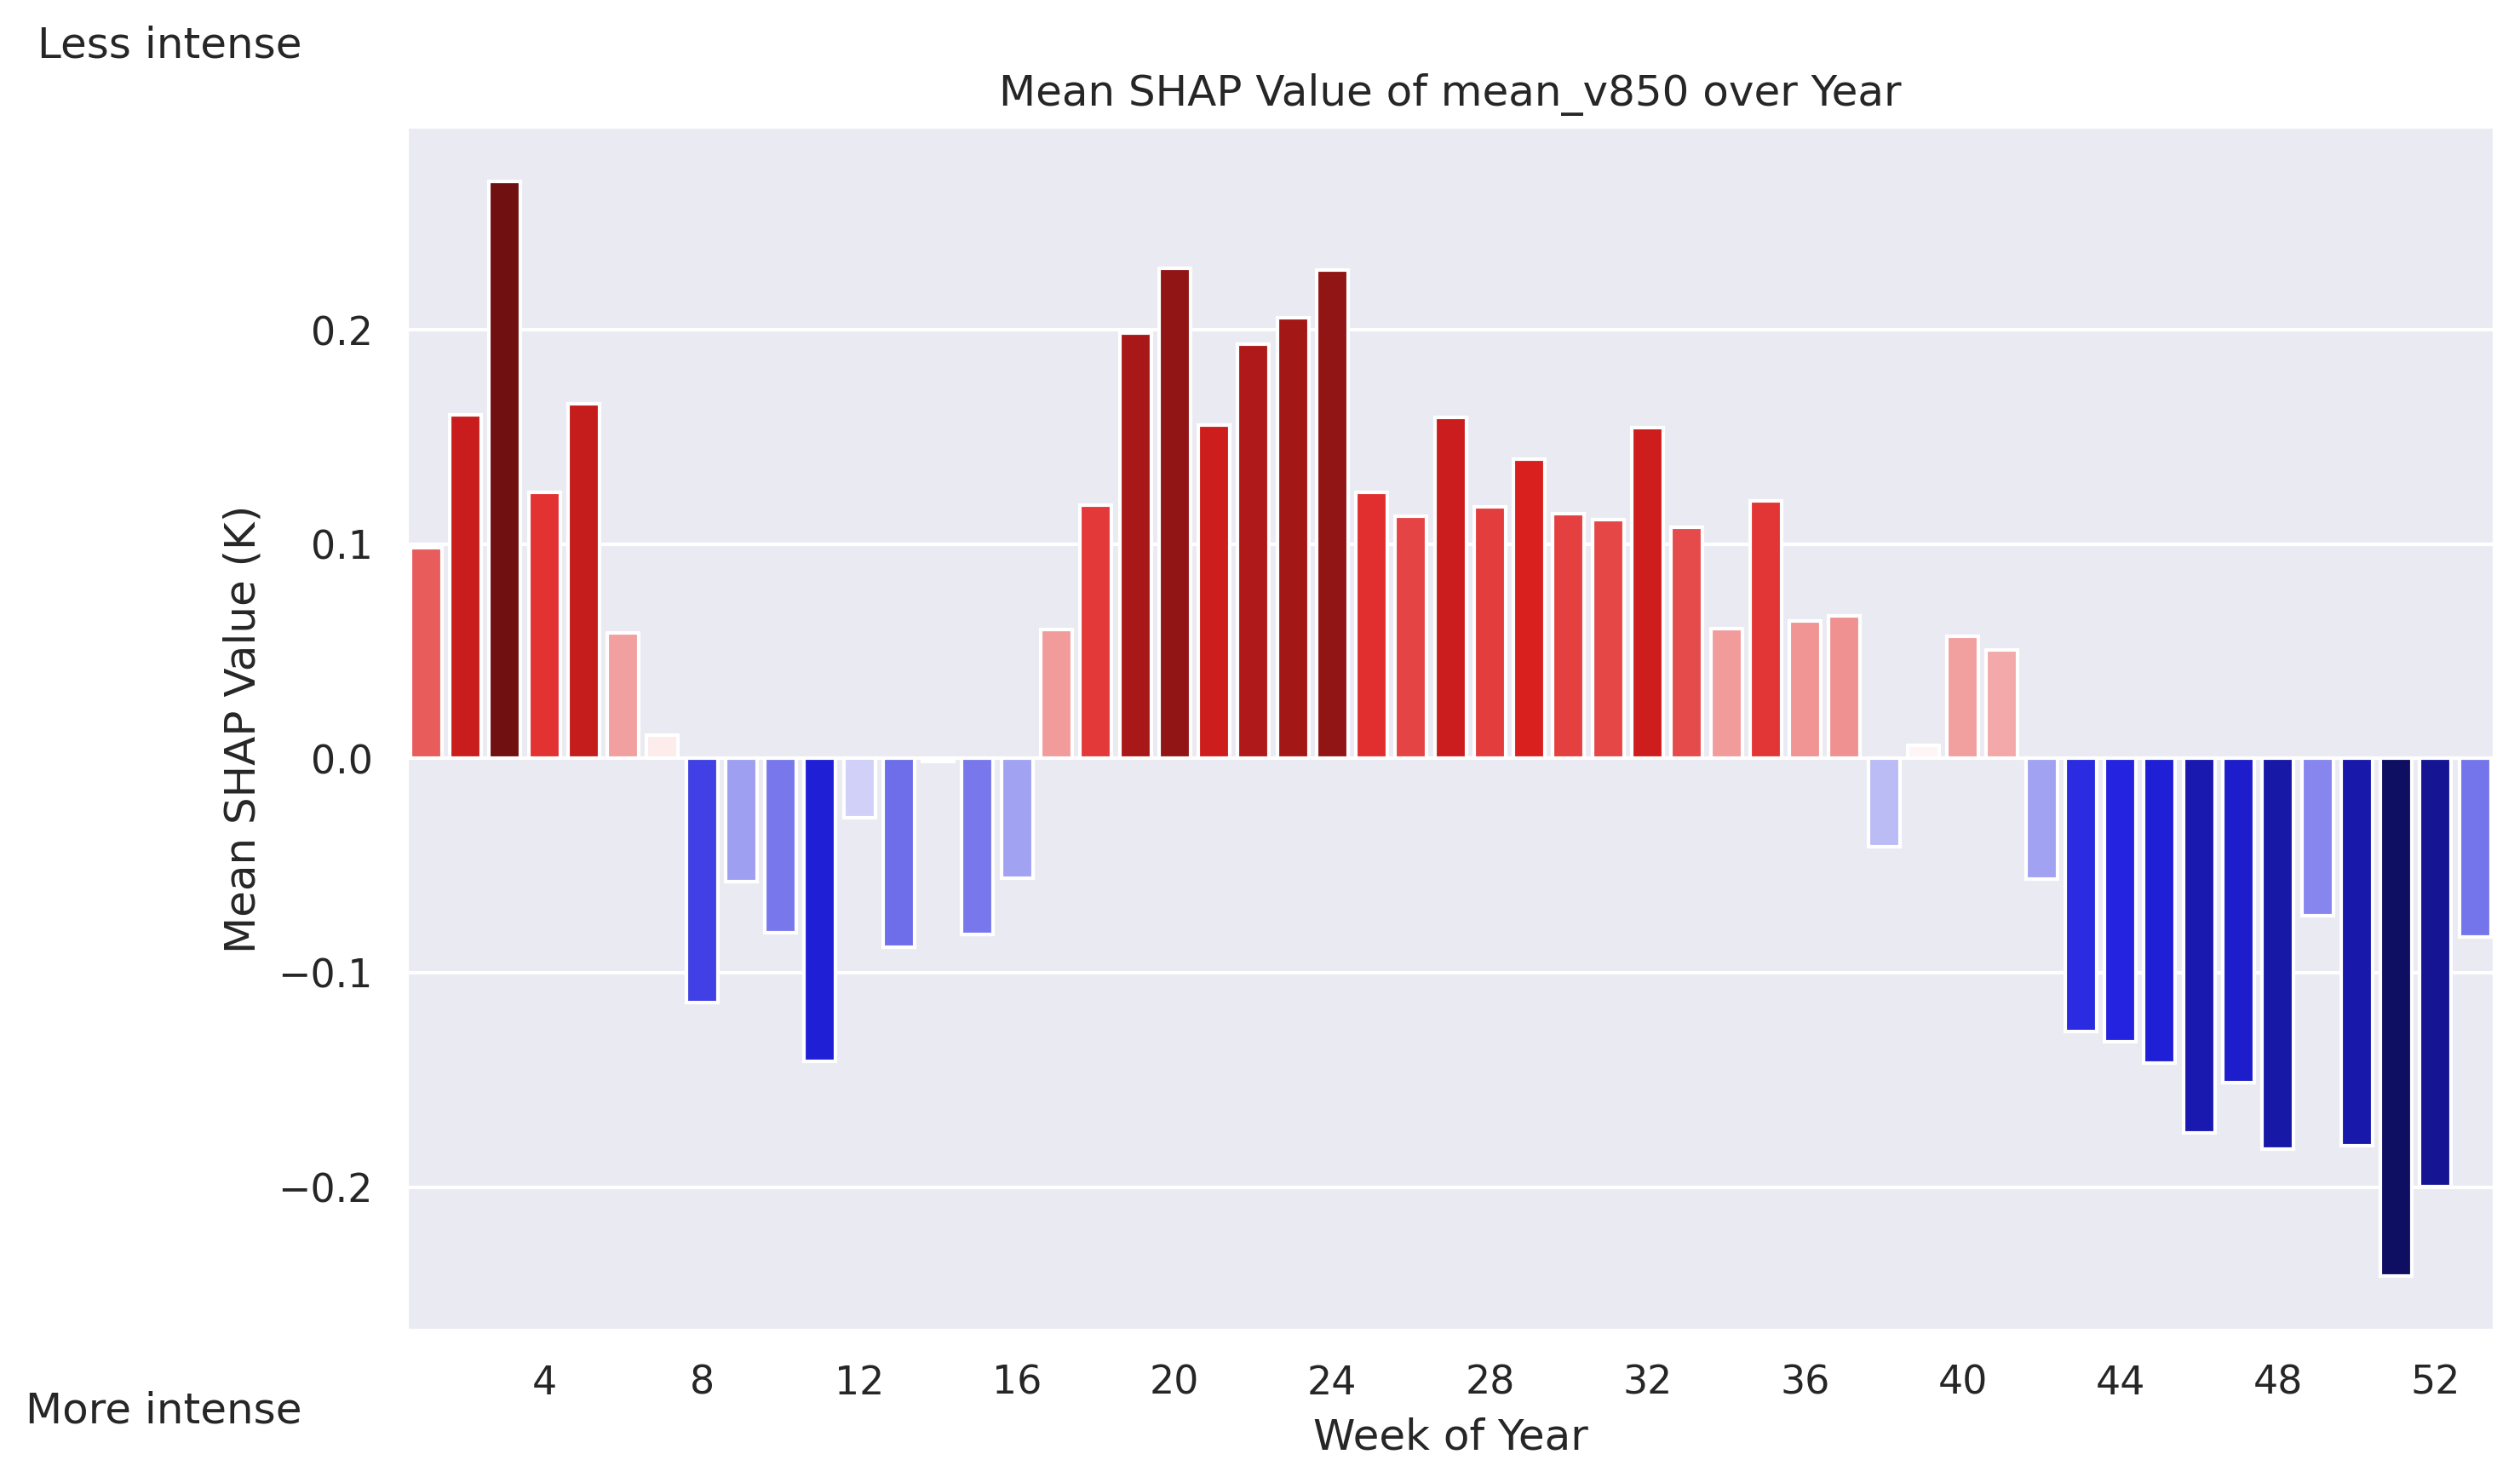 Less intense
Mean SHAP Value of mean_v850 over Year
Mean SHAP Value (K)
0.2
0.1
0.0
−0.1
−0.2
4 8 12 16 20 24 28 32 36 40 44 48 52
More intense
Week of Year